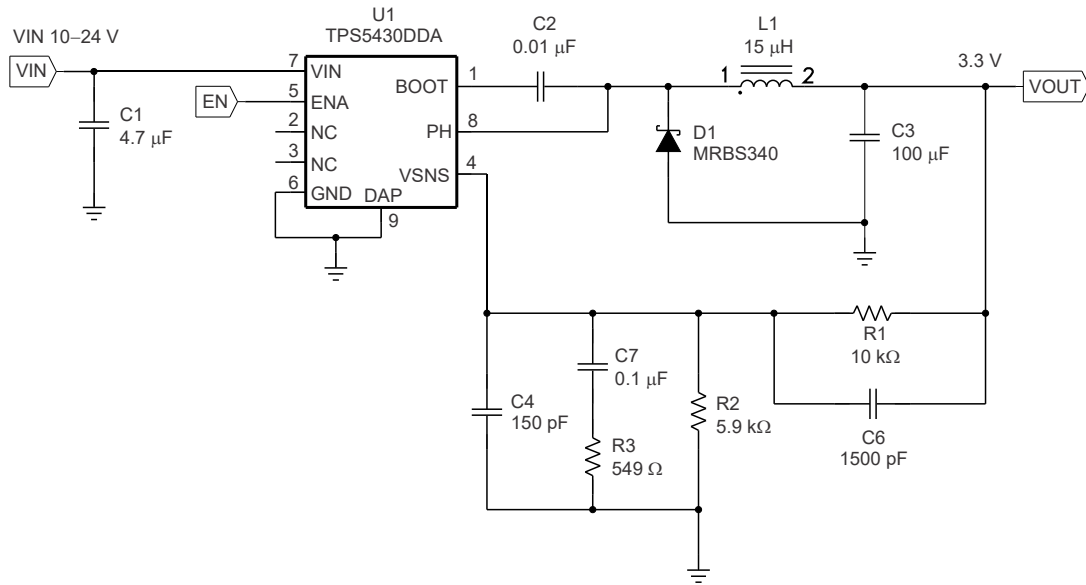 U1
TPS5430DDA
VIN 10–24 V
VIN
EN
C1
4.7 μF
7
VIN
5
ENA
2
NC
3
NC
6
GND
DAP
9
BOOT
1
PH
8
VSNS
4
C2
0.01 μF
L1
15 μH
1
2
3.3 V
VOUT
D1
MRBS340
C3
100 μF
C4
150 pF
C7
0.1 μF
R3
549 Ω
R2
5.9 kΩ
R1
10 kΩ
C6
1500 pF